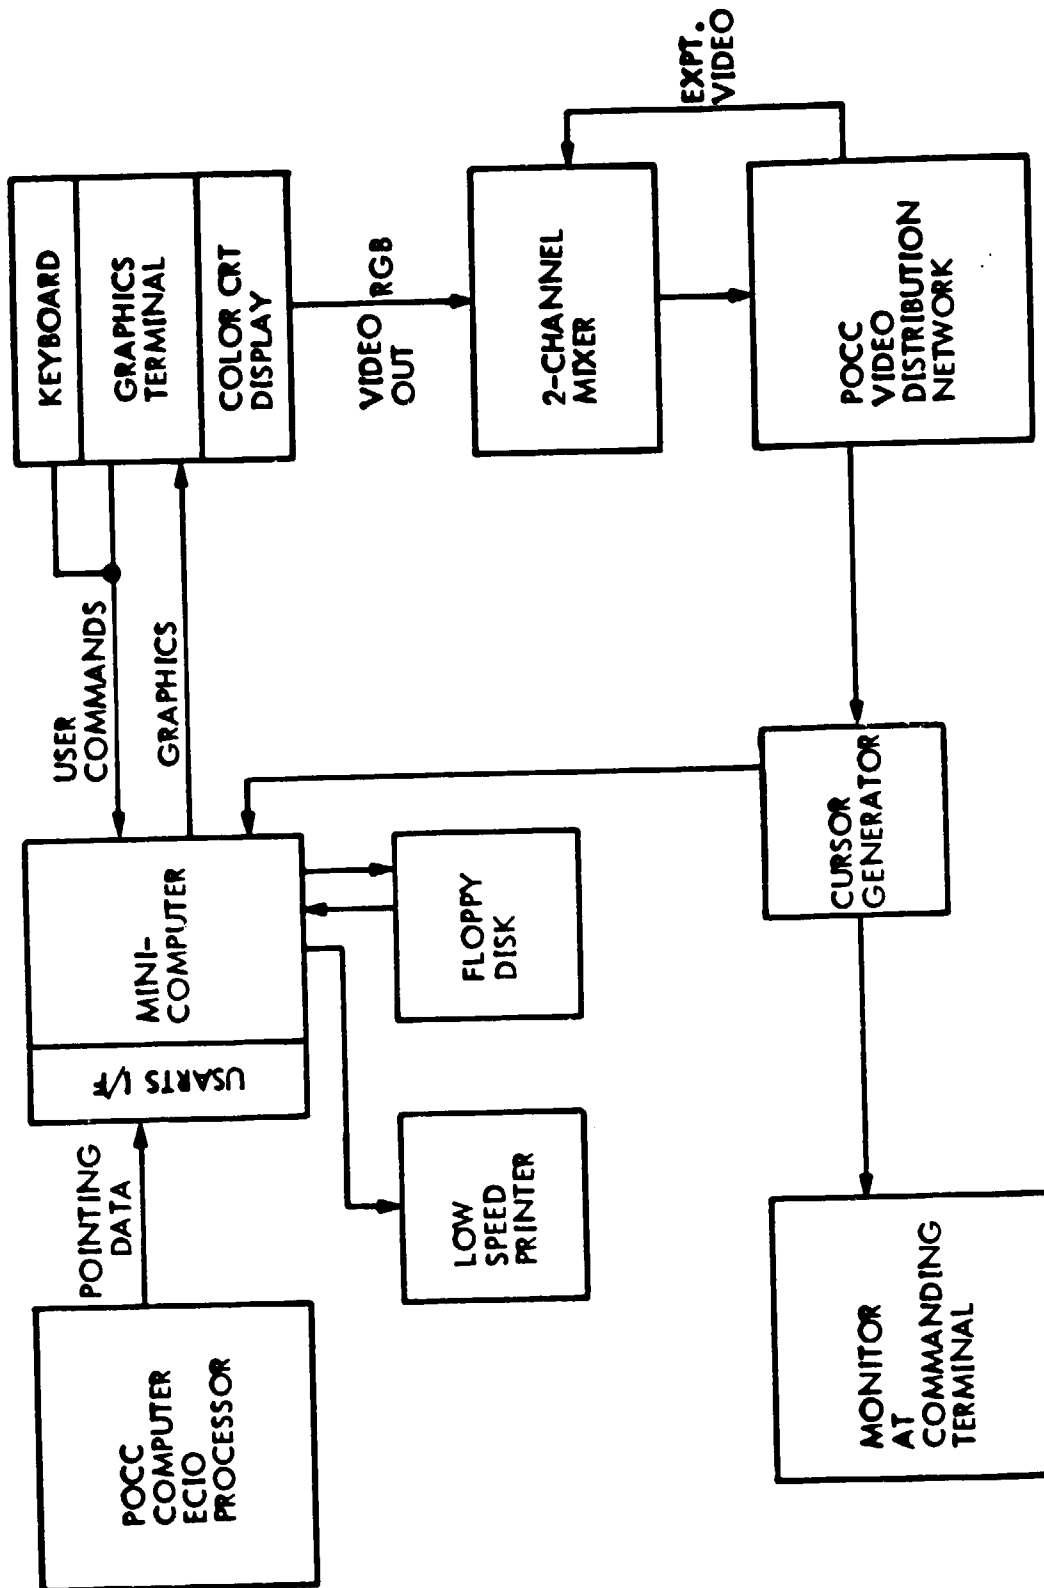 POCC
COMPUTER
ECIO
PROCESSOR
POINTING
DATA
USARTS I/F
MINI-
COMPUTER
USER
COMMANDS
GRAPHICS
KEYBOARD
GRAPHICS
TERMINAL
COLOR CRT
DISPLAY
LOW
SPEED
PRINTER
FLOPPY
DISK
VIDEO
OUT
RGB
2-CHANNEL
MIXER
EXPT.
VIDEO
MONITOR
AT
COMMANDING
TERMINAL
CURSOR
GENERATOR
POCC
VIDEO
DISTRIBUTION
NETWORK